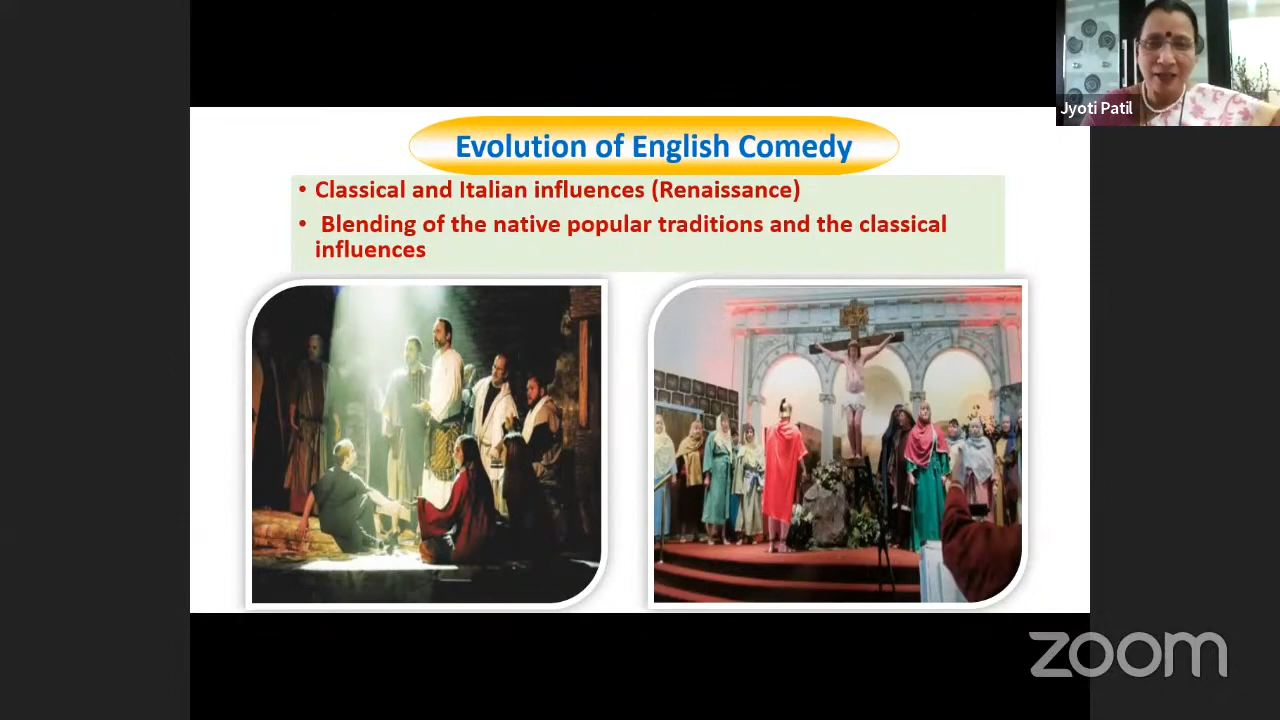 Jyoti Patil
Evolution of English Comedy
• Classical and Italian influences (Renaissance)
• Blending of the native popular traditions and the classical
influences
zoom